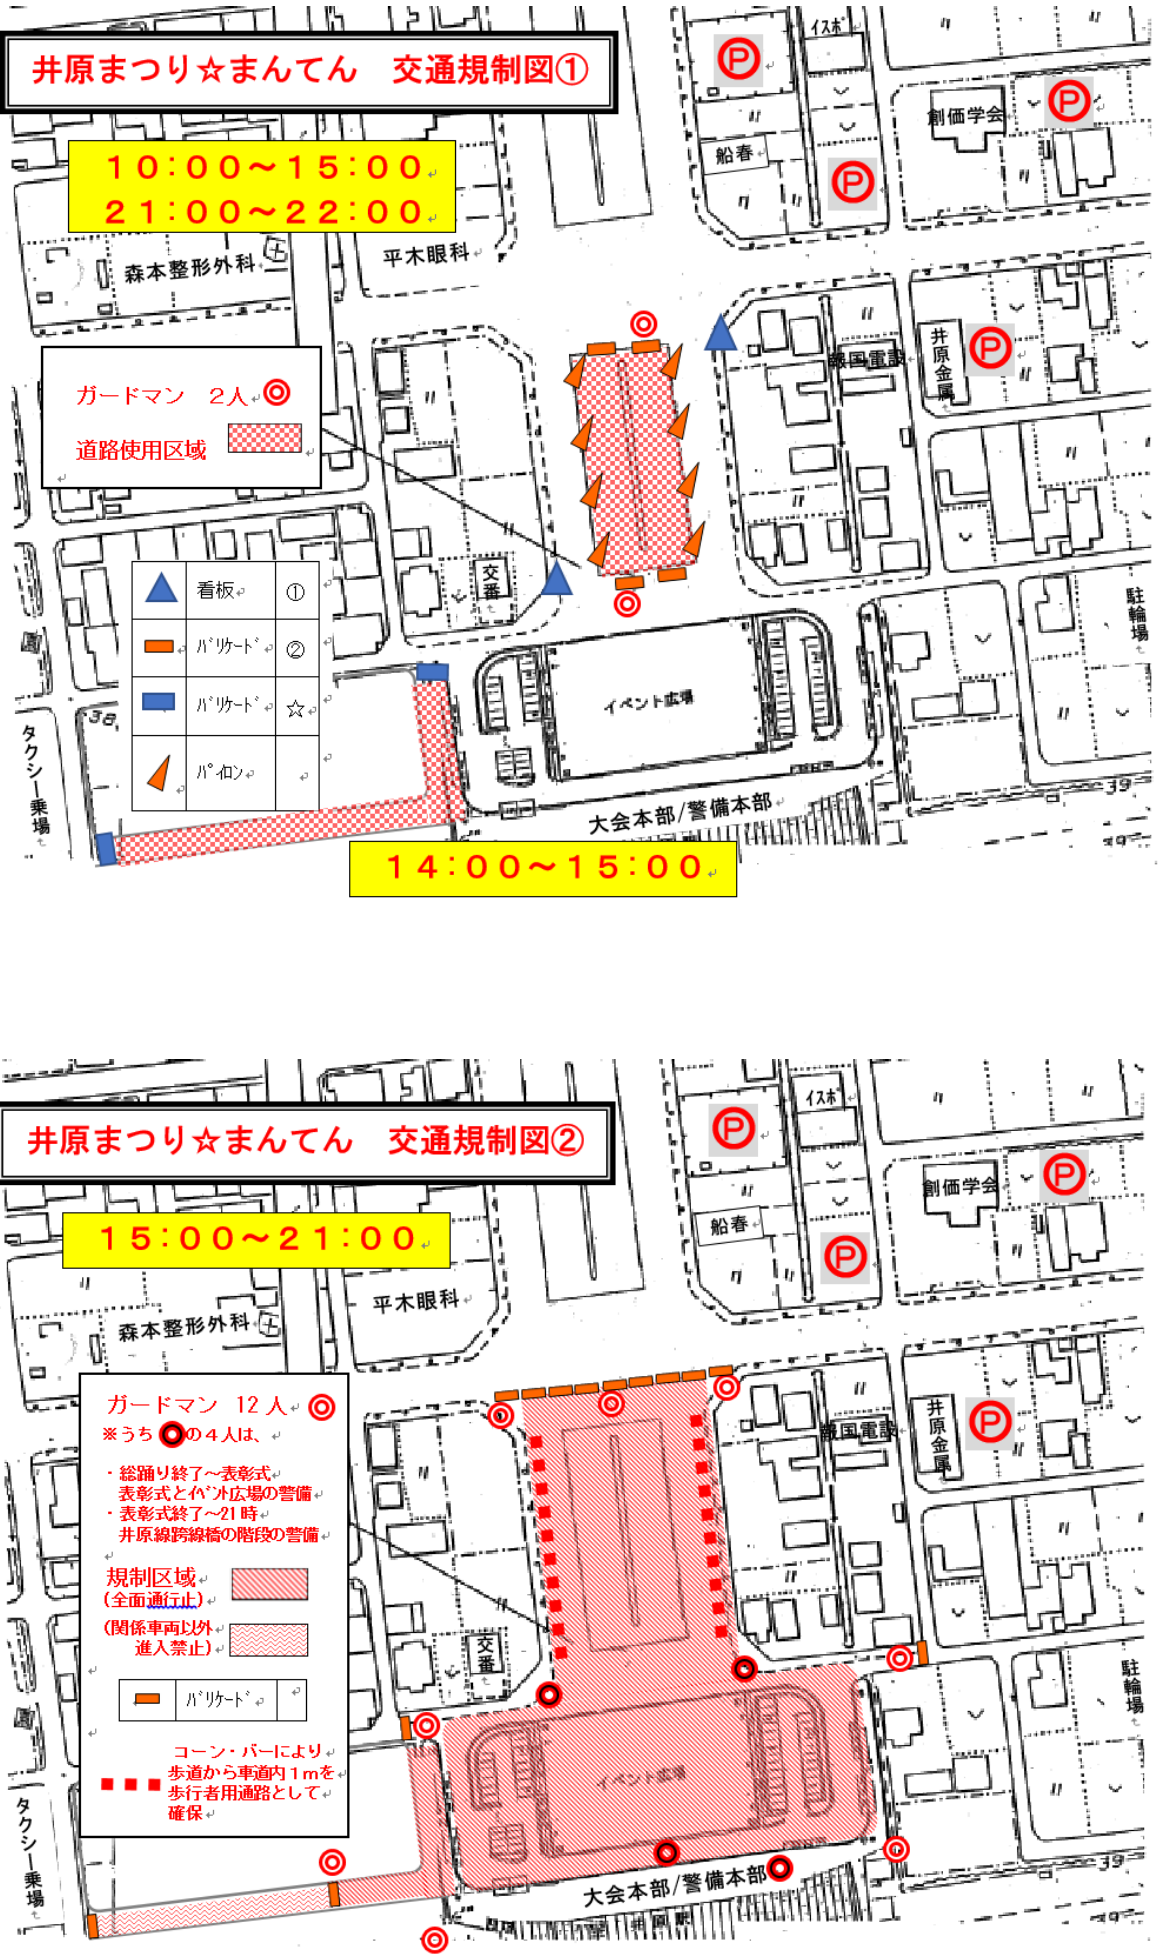 井原まつり☆まんてん　交通規制図①
10：00～15：00
21：00～22：00
イスポ
船春
創価学会
森本整形外科
平木眼科
報国電設
井原金属
ガードマン　2人
道路使用区域
交番
看板 ①
バリケード ②
バリケード ☆
パイロン
38
タクシー乗場
イベント広場
駐輪場
大会本部/警備本部
39
39
14：00～15：00
井原まつり☆まんてん　交通規制図②
15：00～21：00
イスポ
船春
創価学会
森本整形外科
平木眼科
報国電設
井原金属
ガードマン　12人
※うち の4人は、
・総踊り終了～表彰式
表彰式とイベント広場の警備
・表彰式終了～21時
井原線跨線橋の階段の警備
規制区域
(全面通行止)
(関係車両以外
進入禁止)
バリケード
コーン・バーにより
歩道から車道内1mを
歩行者用通路として
確保
交番
タクシー乗場
イベント広場
駐輪場
大会本部/警備本部
井原駅
39
39